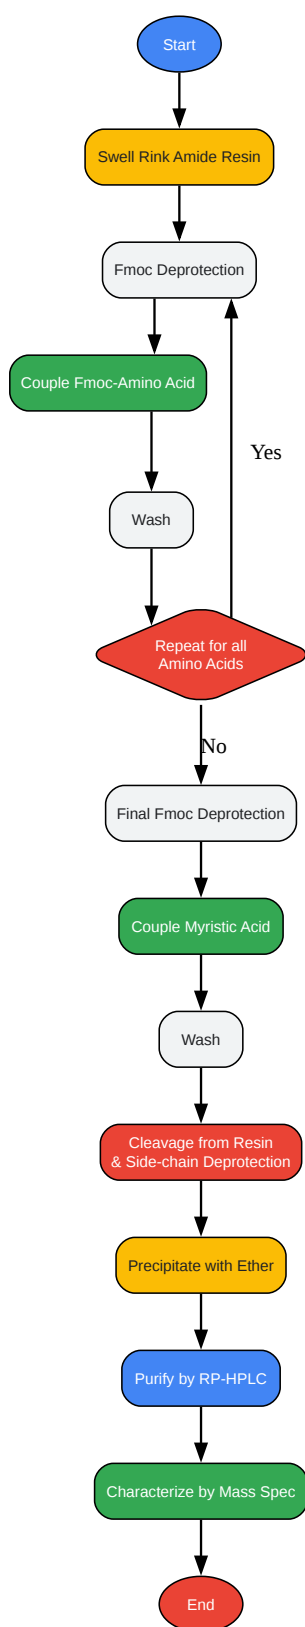 Start
Swell Rink Amide Resin
Fmoc Deprotection
Couple Fmoc-Amino Acid
Yes
Wash
Repeat for all
Amino Acids
No
Final Fmoc Deprotection
Couple Myristic Acid
Wash
Cleavage from Resin
& Side-chain Deprotection
Precipitate with Ether
Purify by RP-HPLC
Characterize by Mass Spec
End